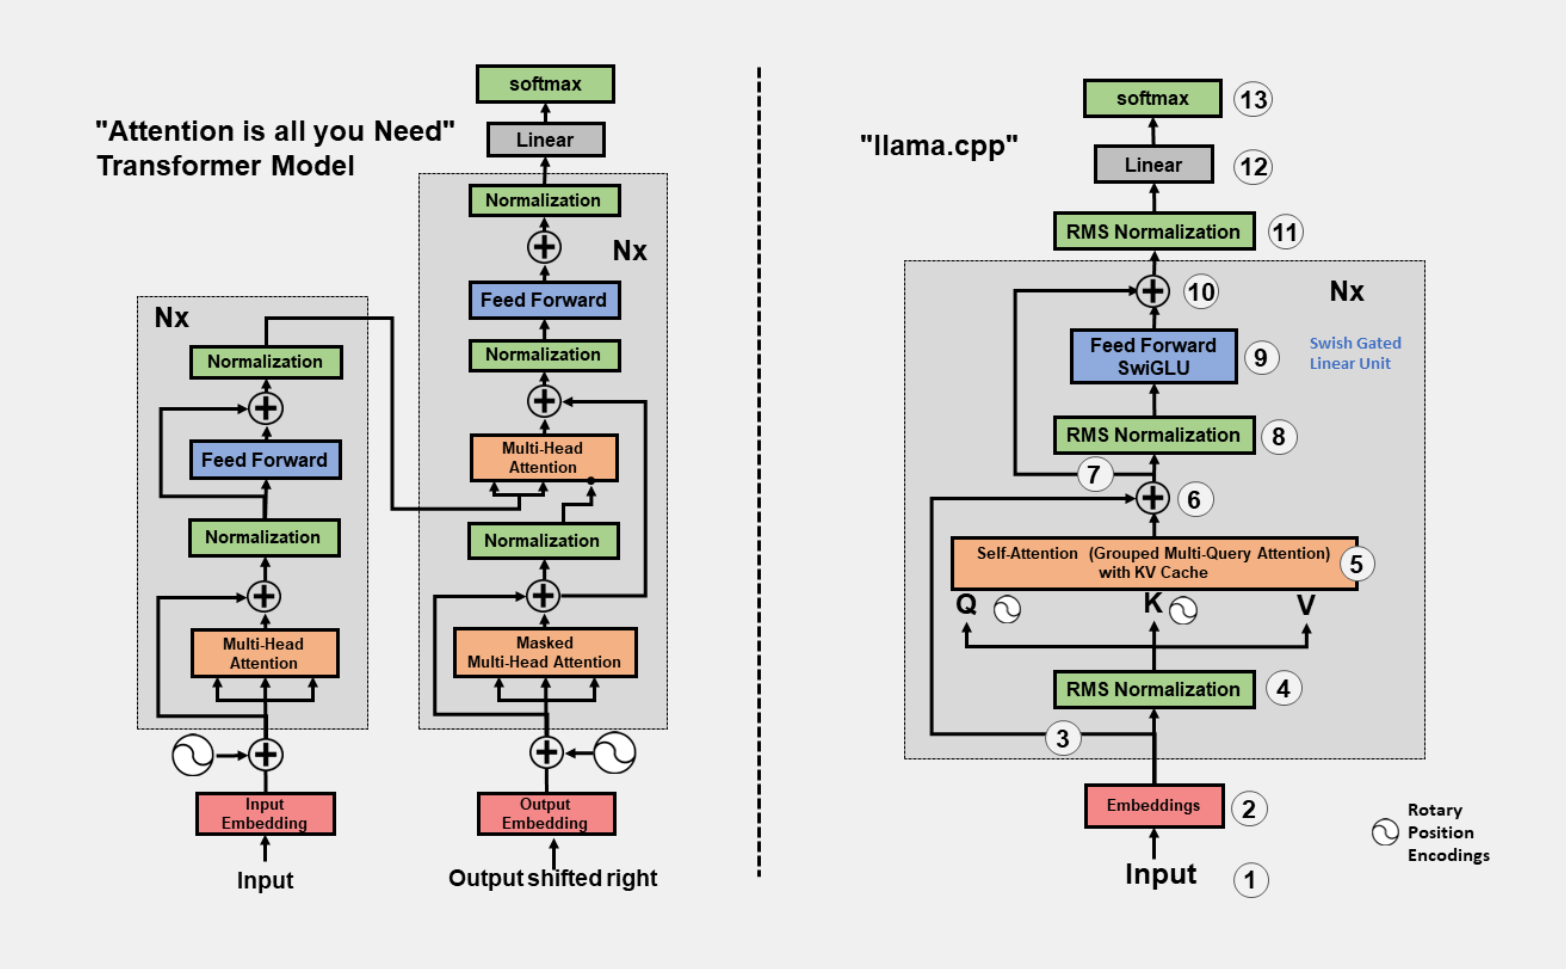 "Attention is all you Need"
Transformer Model
softmax
Linear
Normalization
Nx
Feed Forward
Normalization
Multi-Head
Attention
Normalization
Masked
Multi-Head Attention
Output
Embedding
Output shifted right
Nx
Normalization
Feed Forward
Normalization
Multi-Head
Attention
Input
Embedding
Input
"llama.cpp"
softmax
13
Linear
12
RMS Normalization
11
Nx
10
Feed Forward
SwiGLU
9
Swish Gated
Linear Unit
RMS Normalization
8
7
6
Self-Attention (Grouped Multi-Query Attention)
with KV Cache
5
Q
K
V
RMS Normalization
4
3
Embeddings
2
Input
1
Rotary
Position
Encodings